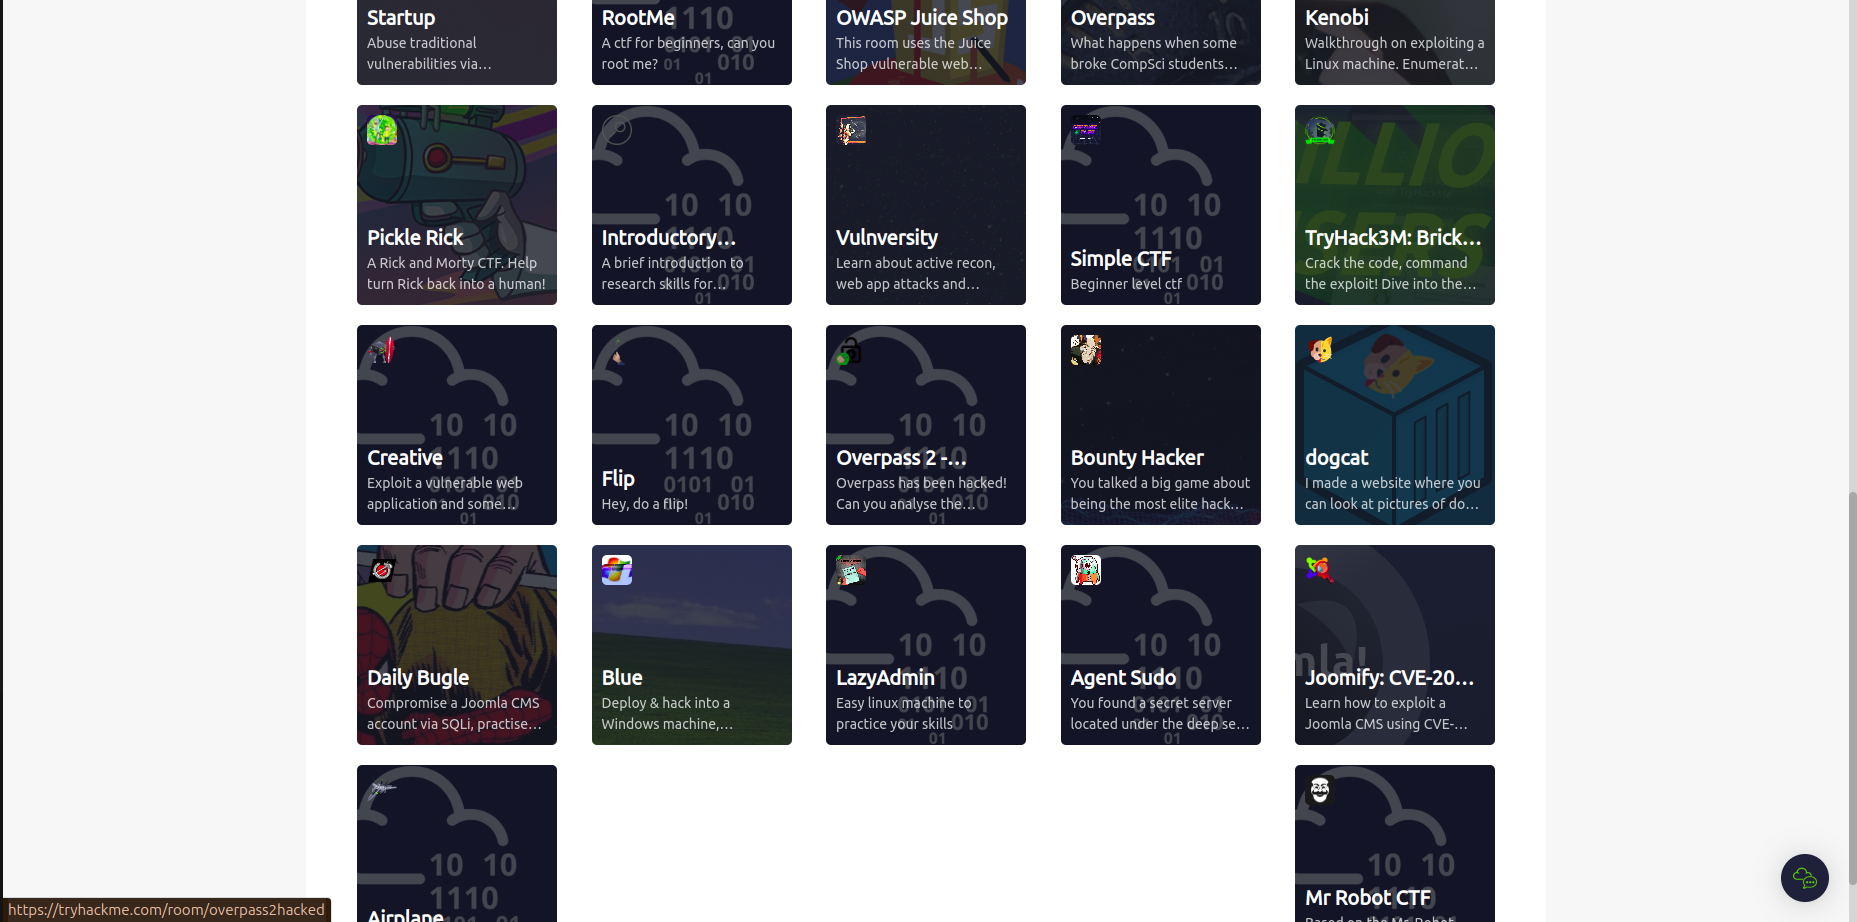 Startup
Abuse traditional
vulnerabilities via...
RootMe
A ctf for beginners, can you
root me?
OWASP Juice Shop
This room uses the Juice
Shop vulnerable web...
Overpass
What happens when some
broke CompSci students...
Kenobi
Walkthrough on exploiting a
Linux machine. Enumerat...
Pickle Rick
A Rick and Morty CTF. Help
turn Rick back into a human!
Introductory...
A brief introduction to
research skills for...
Vulnversity
Learn about active recon,
web app attacks and...
Simple CTF
Beginner level ctf
TryHack3M: Brick...
Crack the code, command
the exploit! Dive into the...
Creative
Exploit a vulnerable web
application and some...
Flip
Hey, do a flip!
Overpass 2 -...
Overpass has been hacked!
Can you analyse the...
Bounty Hacker
You talked a big game about
being the most elite hack...
dogcat
I made a website where you
can look at pictures of do...
Daily Bugle
Compromise a Joomla CMS
account via SQLi, practise...
Blue
Deploy & hack into a
Windows machine,...
LazyAdmin
Easy linux machine to
practice your skills
Agent Sudo
You found a secret server
located under the deep se...
Joomify: CVE-20...
Learn how to exploit a
Joomla CMS using CVE-...
Airplane
Mr Robot CTF
Based on the Mr. Robot
https://tryhackme.com/room/overpass2hacked